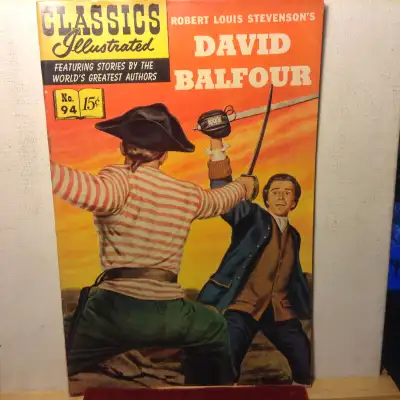 CLASSICS
Illustrated
FEATURING STORIES BY THE
WORLD'S GREATEST AUTHORS
No.
94
15¢
ROBERT LOUIS STEVENSON'S
DAVID
BALFOUR